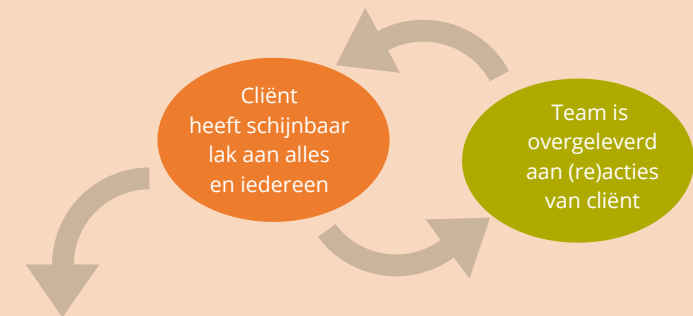 Cliënt
heeft schijnbaar
lak aan alles
en iedereen
Team is
overgeleverd
aan (re)acties
van cliënt